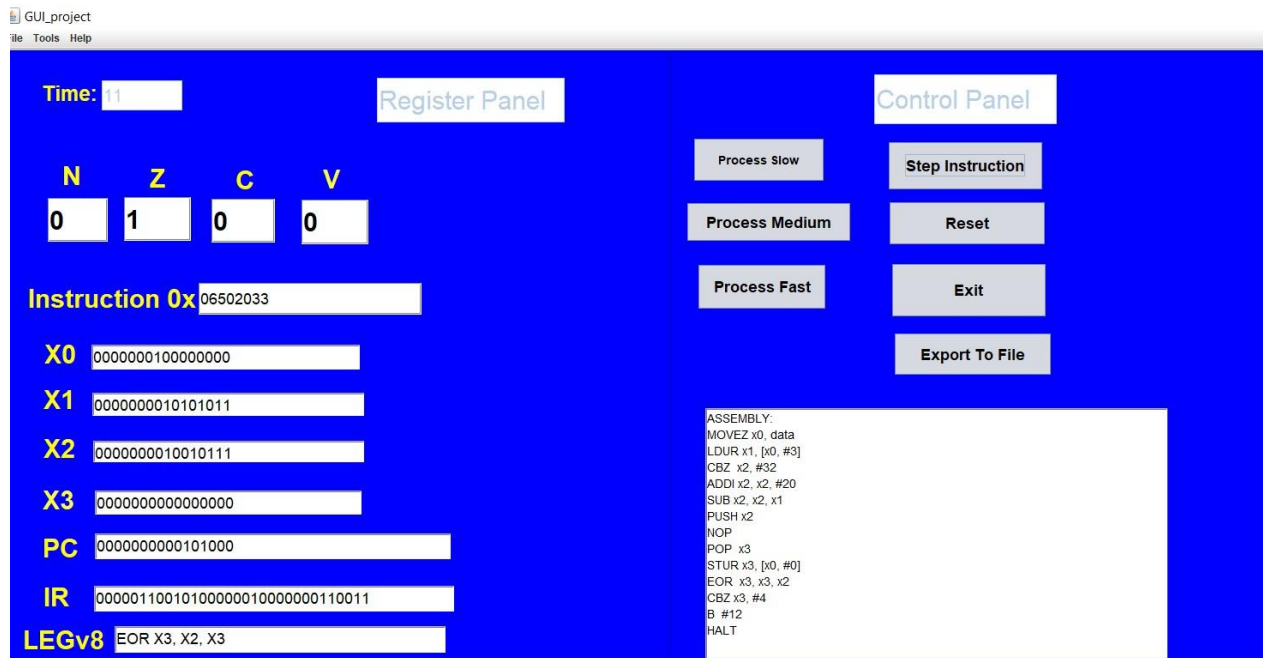 GUI_project
File Tools Help
Time: 11
Register Panel
Control Panel
N Z C V
0 1 0 0
Process Slow
Step Instruction
Process Medium
Reset
Process Fast
Exit
Export To File
Instruction 0x 06502033
X0 0000000100000000
X1 0000000010101011
X2 0000000010010111
X3 0000000000000000
PC 0000000000101000
IR 00000110010100000010000000110011
LEGv8 EOR X3, X2, X3
ASSEMBLY:
MOVEZ x0, data
LDUR x1, [x0, #3]
CBZ x2, #32
ADDI x2, x2, #20
SUB x2, x2, x1
PUSH x2
NOP
POP x3
STUR x3, [x0, #0]
EOR x3, x3, x2
CBZ x3, #4
B #12
HALT